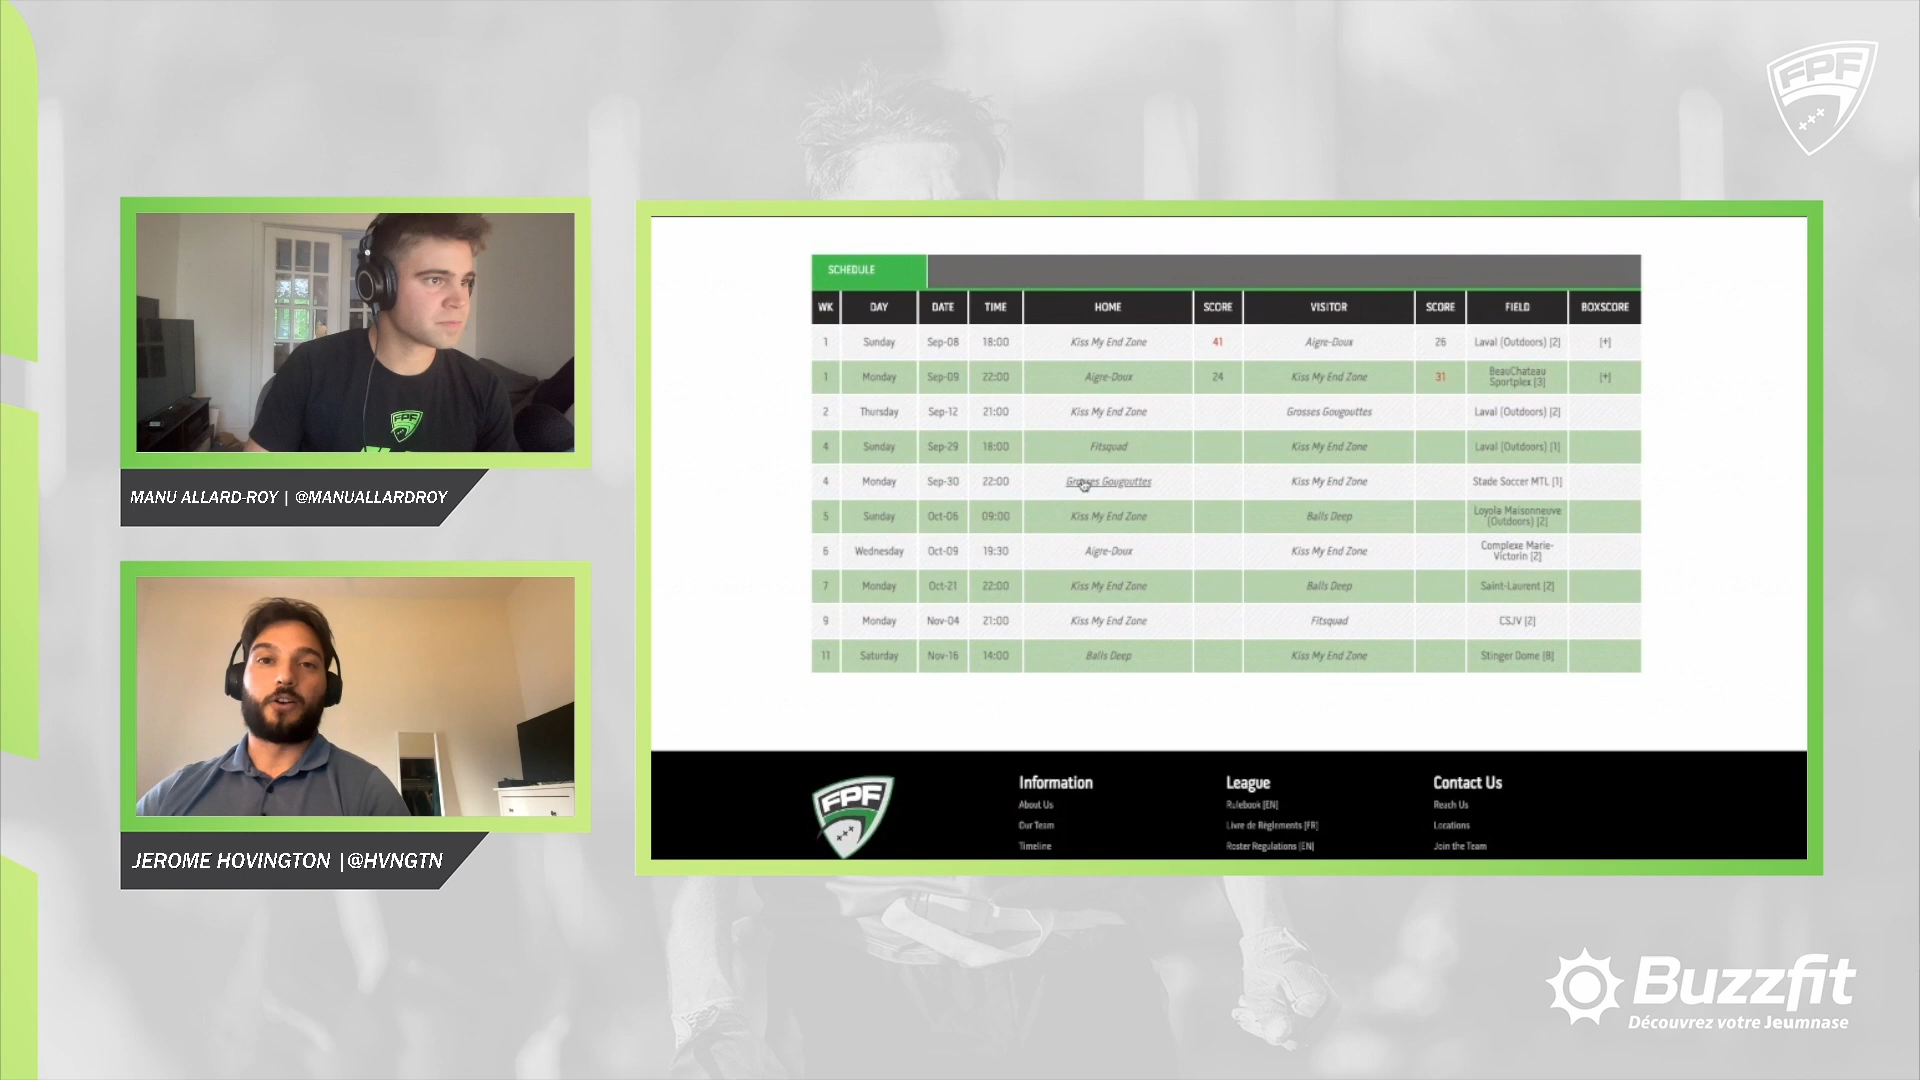 FPF
MANU ALLARD-ROY | @MANUALLARDROY
FPF
JEROME HOVINGTON |@HVNGTN
SCHEDULE
WK DAY DATE TIME HOME SCORE VISITOR SCORE FIELD BOXSCORE
1 Sunday Sep-08 18:00 Kiss My End Zone 41 Aigre-Doux 26 Laval (Outdoors) [2] [+]
1 Monday Sep-09 22:00 Aigre-Doux 24 Kiss My End Zone 31 BeauChateau Sportplex [3] [+]
2 Thursday Sep-12 21:00 Kiss My End Zone Grosses Gougouttes Laval (Outdoors) [2]
4 Sunday Sep-29 18:00 Fitsquad Kiss My End Zone Laval (Outdoors) [1]
4 Monday Sep-30 22:00 Grosses Gougouttes Kiss My End Zone Stade Soccer MTL [1]
5 Sunday Oct-06 09:00 Kiss My End Zone Balls Deep Loyola Maisonneuve (Outdoors) [2]
6 Wednesday Oct-09 19:30 Aigre-Doux Kiss My End Zone Complexe Marie-Victorin [2]
7 Monday Oct-21 22:00 Kiss My End Zone Balls Deep Saint-Laurent [2]
9 Monday Nov-04 21:00 Kiss My End Zone Fitsquad CSJV [2]
11 Saturday Nov-16 14:00 Balls Deep Kiss My End Zone Stinger Dome [8]
FPF
Information League Contact Us
About Us Rulebook [EN] Reach Us
Our Team Livre de Règlements [FR] Locations
Timeline Roster Regulations [EN] Join the Team
Buzzfit
Découvrez votre Jeumnase